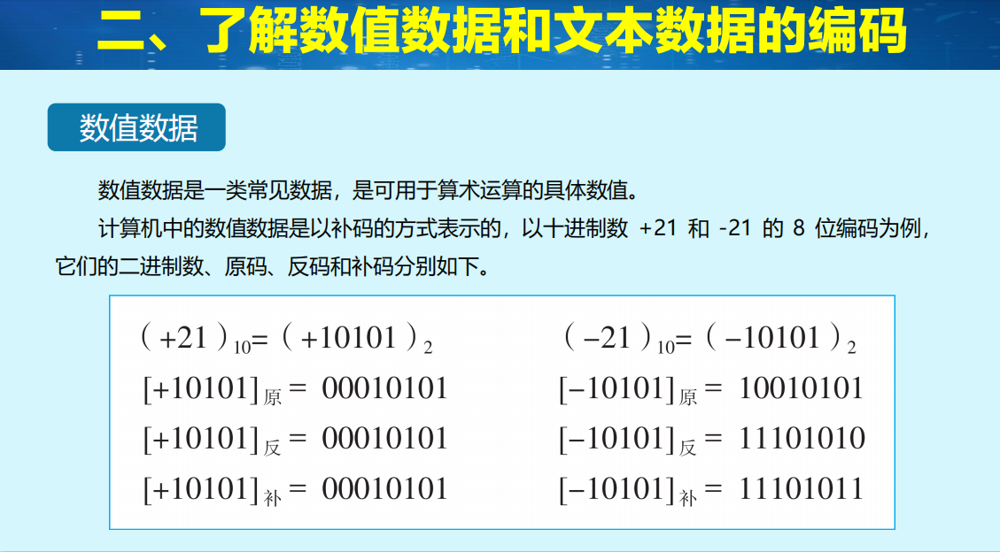 二、了解数值数据和文本数据的编码
数值数据
数值数据是一类常见数据，是可用于算术运算的具体数值。
计算机中的数值数据是以补码的方式表示的，以十进制数 +21 和 -21 的 8 位编码为例，
它们的二进制数、原码、反码和补码分别如下。
（+21）10=（+10101）2
[+10101]原 = 00010101
[+10101]反 = 00010101
[+10101]补 = 00010101
（−21）10=（−10101）2
[−10101]原 = 10010101
[−10101]反 = 11101010
[−10101]补 = 11101011